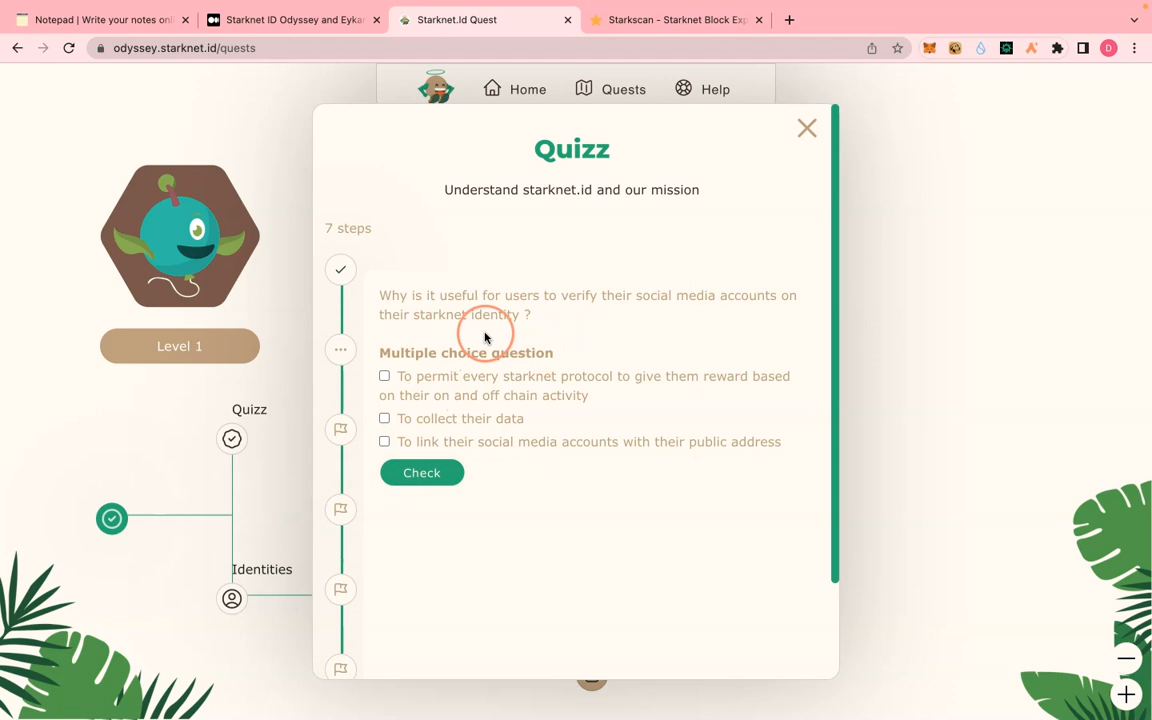 Notepad | Write your notes onl
Starknet ID Odyssey and Eykar
Starknet.Id Quest
Starkscan - Starknet Block Exp
odyssey.starknet.id/quests
D
Home
Quests
Help
Quizz
Understand starknet.id and our mission
7 steps
Why is it useful for users to verify their social media accounts on
their starknet identity ?
Multiple choice question
To permit every starknet protocol to give them reward based
on their on and off chain activity
To collect their data
To link their social media accounts with their public address
Check
Level 1
Quizz
Identities